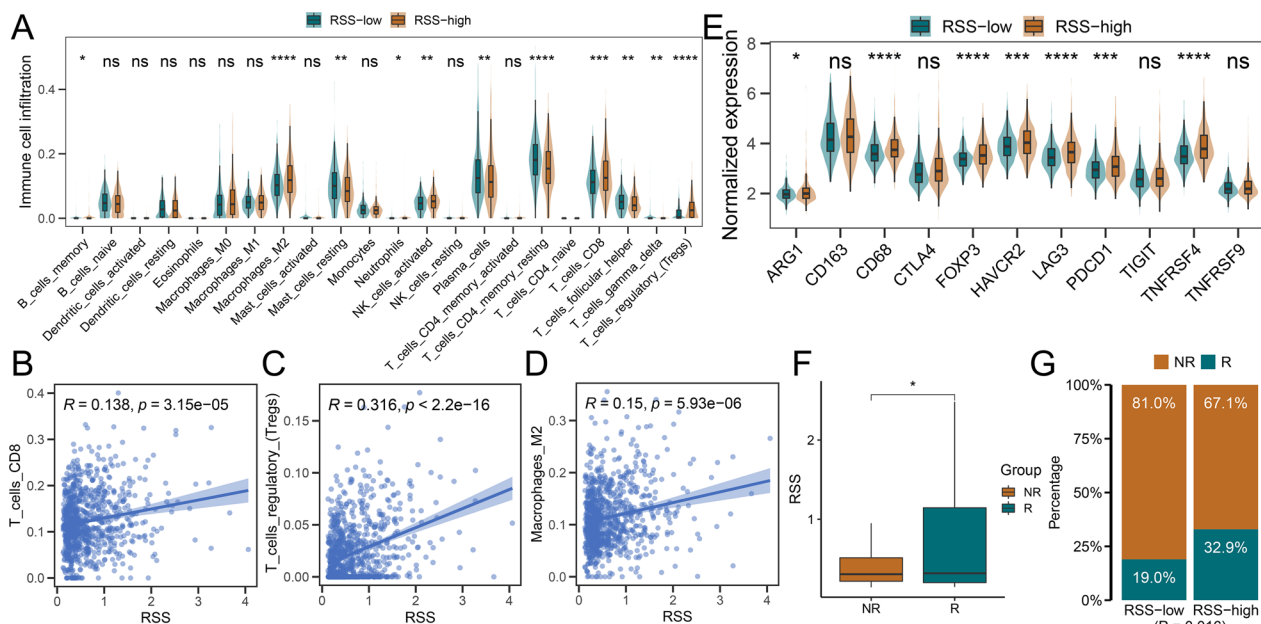 A
RSS−low RSS−high
Immune cell infiltration
0.4
0.2
0.0
* ns ns ns ns ns ns **** ns ** ns * ** ns ** ns **** *** ** ** ****
B_cells_memory
B_cells_naive
Dendritic_cells_activated
Dendritic_cells_resting
Eosinophils
Macrophages_M0
Macrophages_M1
Macrophages_M2
Mast_cells_activated
Mast_cells_resting
Monocytes
Neutrophils
NK_cells_activated
NK_cells_resting
Plasma_cells
T_cells_CD4_memory_activated
T_cells_CD4_memory_resting
T_cells_CD4_naive
T_cells_CD8
T_cells_follicular_helper
T_cells_gamma_delta
T_cells_regulatory_(Tregs)
E
RSS−low RSS−high
Normalized expression
8
6
4
2
* ns **** ns **** *** **** *** ns **** ns
ARG1
CD163
CD68
CTLA4
FOXP3
HAVCR2
LAG3
PDCD1
TIGIT
TNFRSF4
TNFRSF9
B
R = 0.138, p = 3.15e−05
T_cells_CD8
0.4
0.3
0.2
0.1
0.0
0 1 2 3 4
RSS
C
R = 0.316, p < 2.2e−16
T_cells_regulatory_(Tregs)
0.15
0.10
0.05
0.00
0 1 2 3 4
RSS
D
R = 0.15, p = 5.93e−06
Macrophages_M2
0.3
0.2
0.1
0.0
0 1 2 3 4
RSS
F
*
RSS
2
1
NR R
Group
NR
R
G
NR R
Percentage
100%
75%
50%
25%
0%
81.0% 67.1%
19.0% 32.9%
RSS−low RSS−high